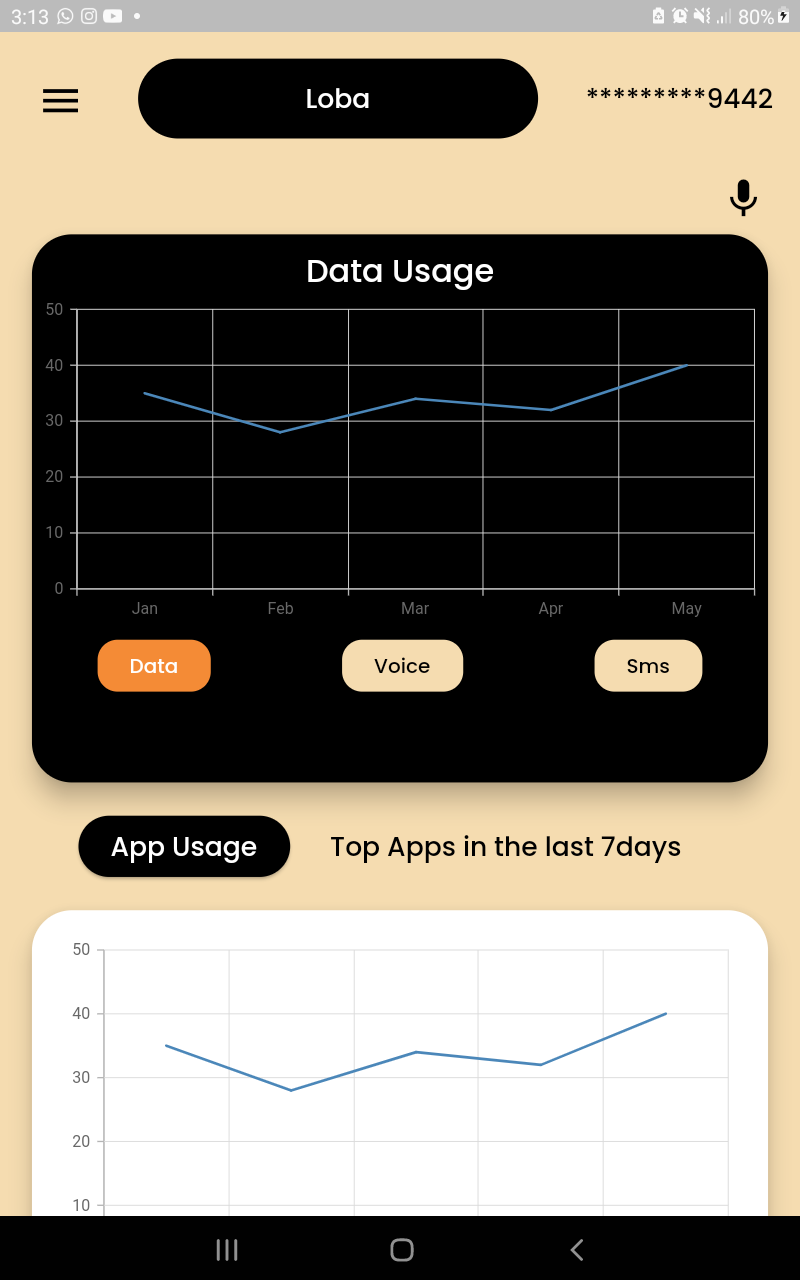 3:13 80%
Loba *********9442
Data Usage
50
40
30
20
10
0
Jan Feb Mar Apr May
Data Voice Sms
App Usage Top Apps in the last 7days
50
40
30
20
10